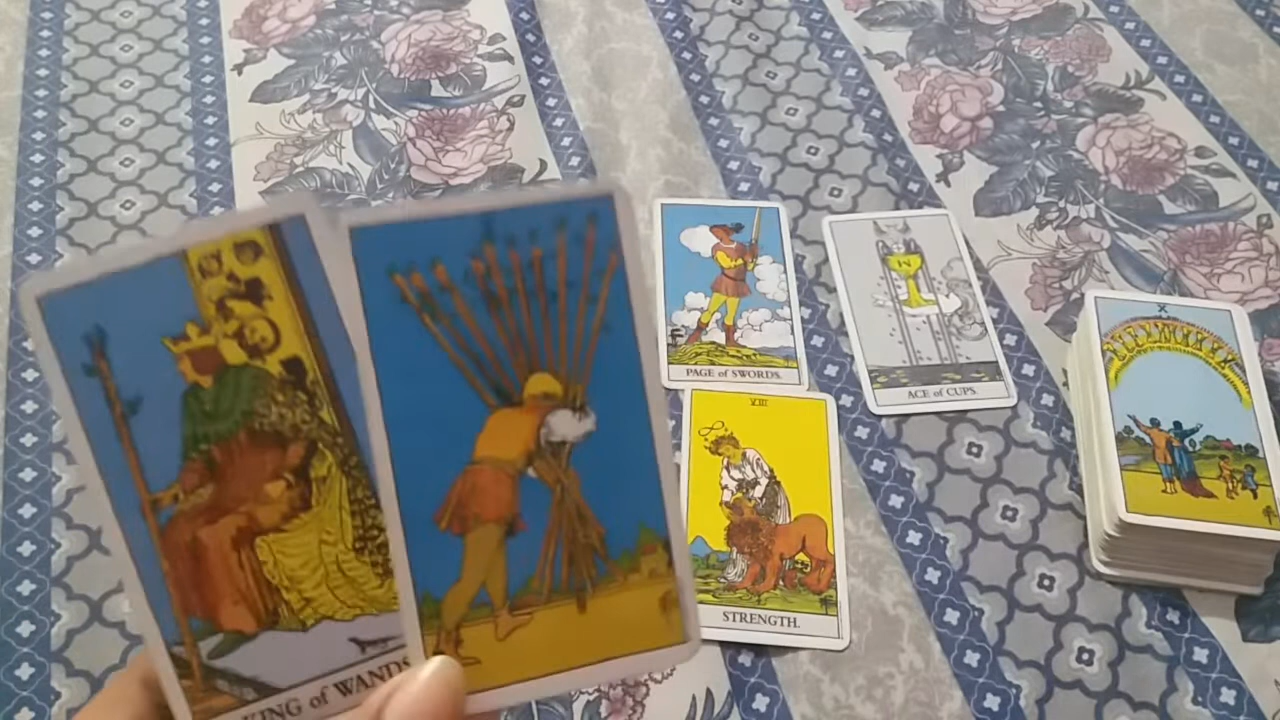 KING of WANDS
PAGE of SWORDS.
ACE of CUPS.
VIII
STRENGTH.
X